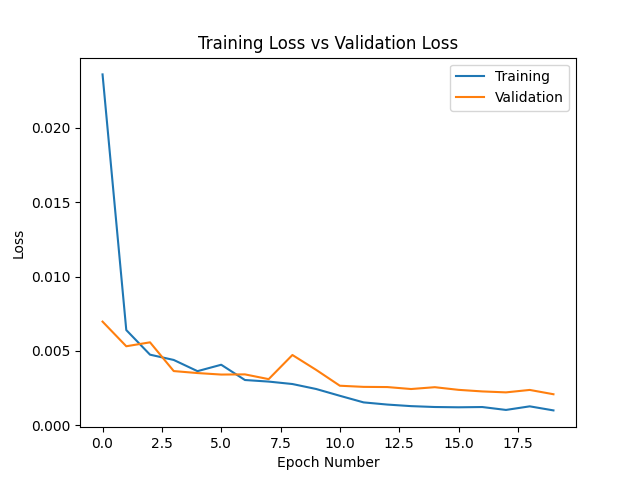 Training Loss vs Validation Loss
Training
Validation
0.020
0.015
0.010
0.005
0.000
Loss
0.0 2.5 5.0 7.5 10.0 12.5 15.0 17.5
Epoch Number